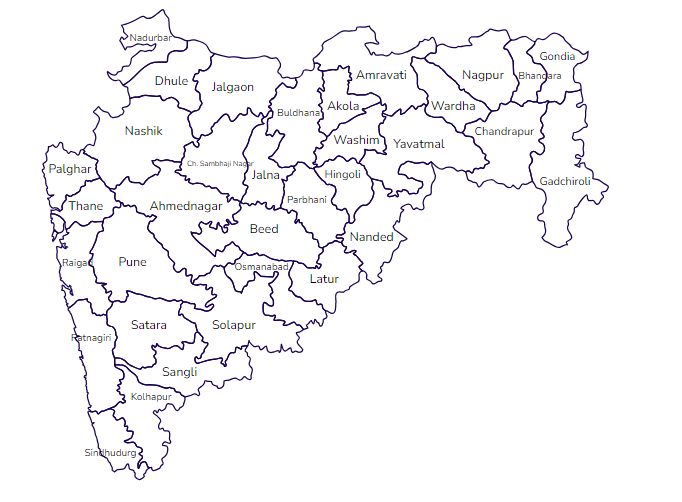 Nadurbar
Gondia
Dhule
Jalgaon
Amravati
Nagpur
Bhandara
Buldhana
Akola
Wardha
Nashik
Washim
Yavatmal
Chandrapur
Palghar
Ch. Sambhaji Nagar
Jalna
Hingoli
Gadchiroli
Thane
Ahmednagar
Parbhani
Beed
Nanded
Raigad
Pune
Osmanabad
Latur
Satara
Solapur
Ratnagiri
Sangli
Kolhapur
Sindhudurg